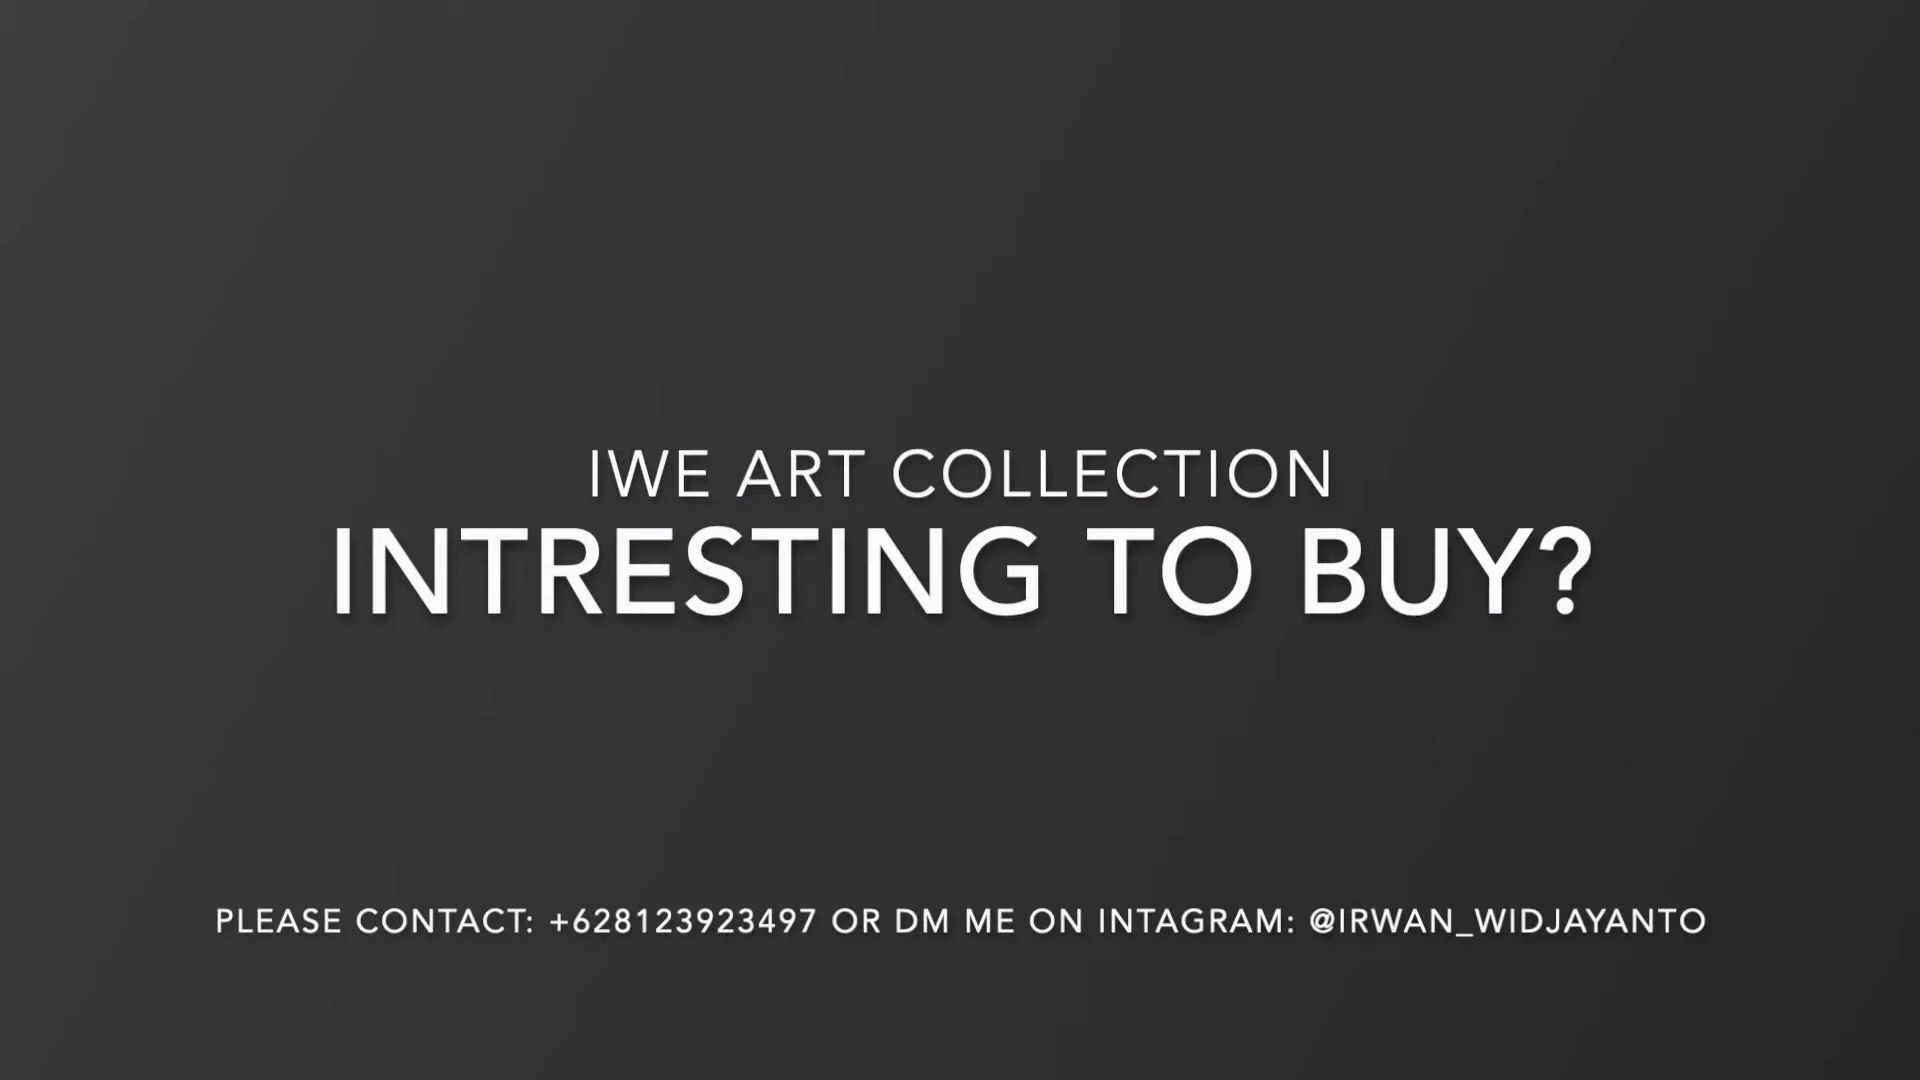 IWE ART COLLECTION
INTRESTING TO BUY?
PLEASE CONTACT: +628123923497 OR DM ME ON INTAGRAM: @IRWAN_WIDJAYANTO